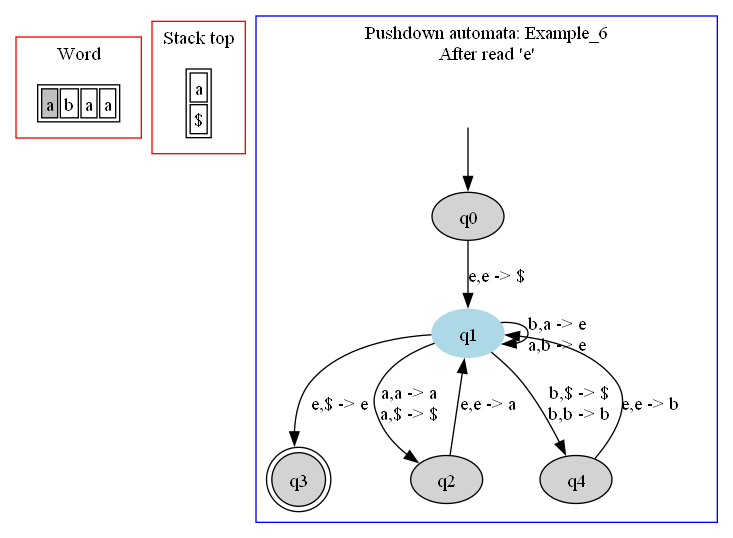 Word
a b a a
Stack top
a
$
Pushdown automata: Example_6
After read 'e'
q0
e,e -> $
q1
b,a -> e
a,b -> e
e,$ -> e
a,a -> a
a,$ -> $
e,e -> a
b,$ -> $
b,b -> b
e,e -> b
q3
q2
q4